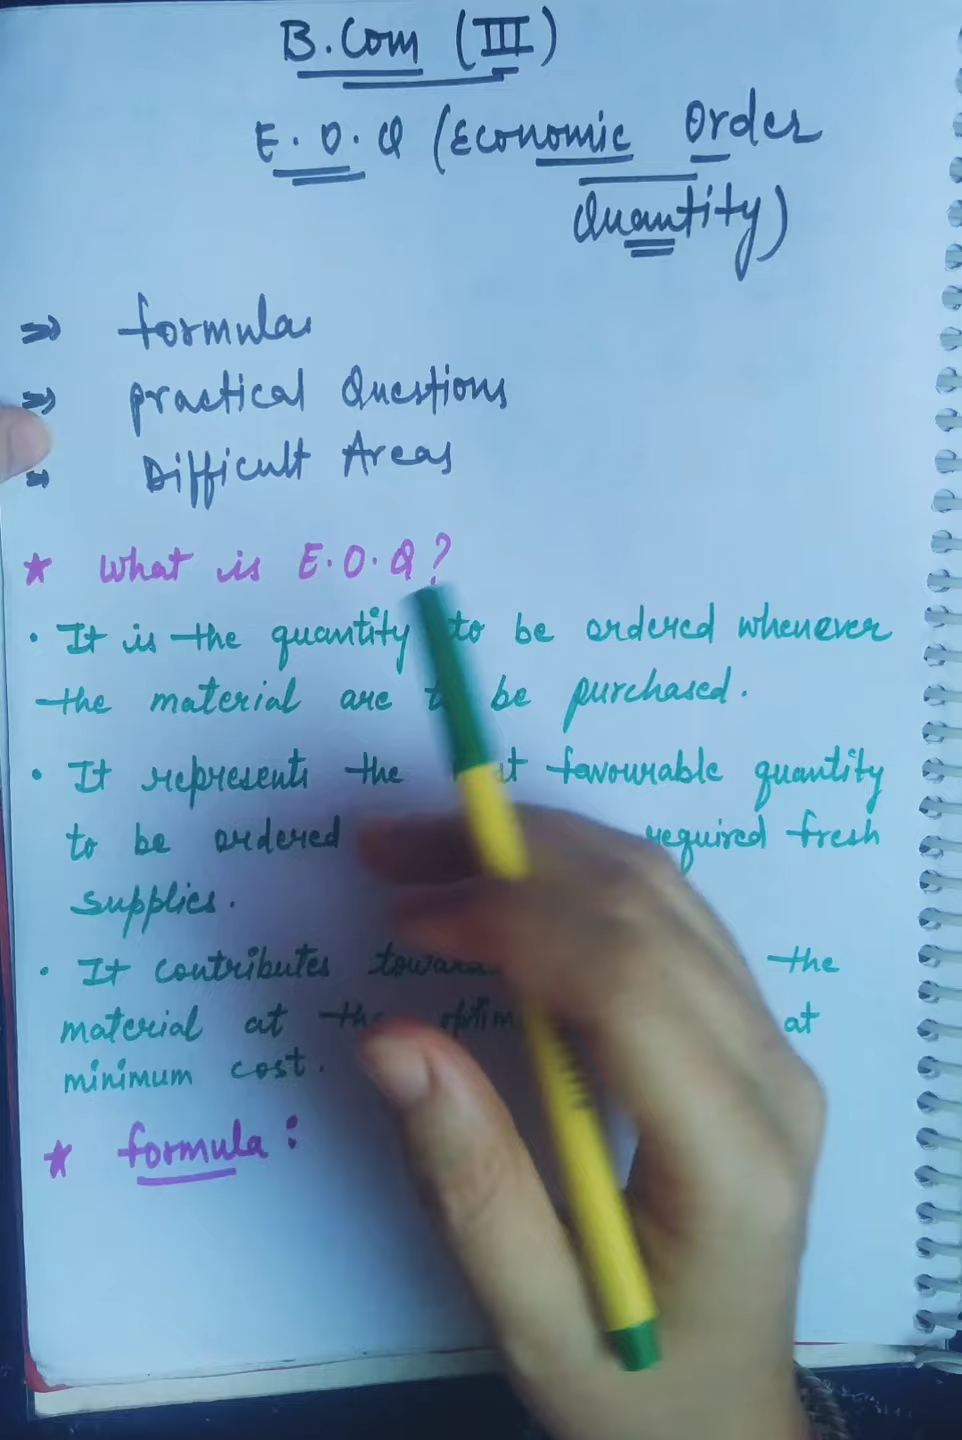 B.Com (III)
E.O.Q (Economic Order
Quantity)
⇒ formulas
⇒ practical Questions
⇒ Difficult Areas
★ What is E.O.Q?
• It is the quantity to be ordered whenever
the material are be purchased.
• It represents the favourable quantity
to be ordered required fresh
supplies.
• It contributes the
material at the at
minimum cost.
★ formula: